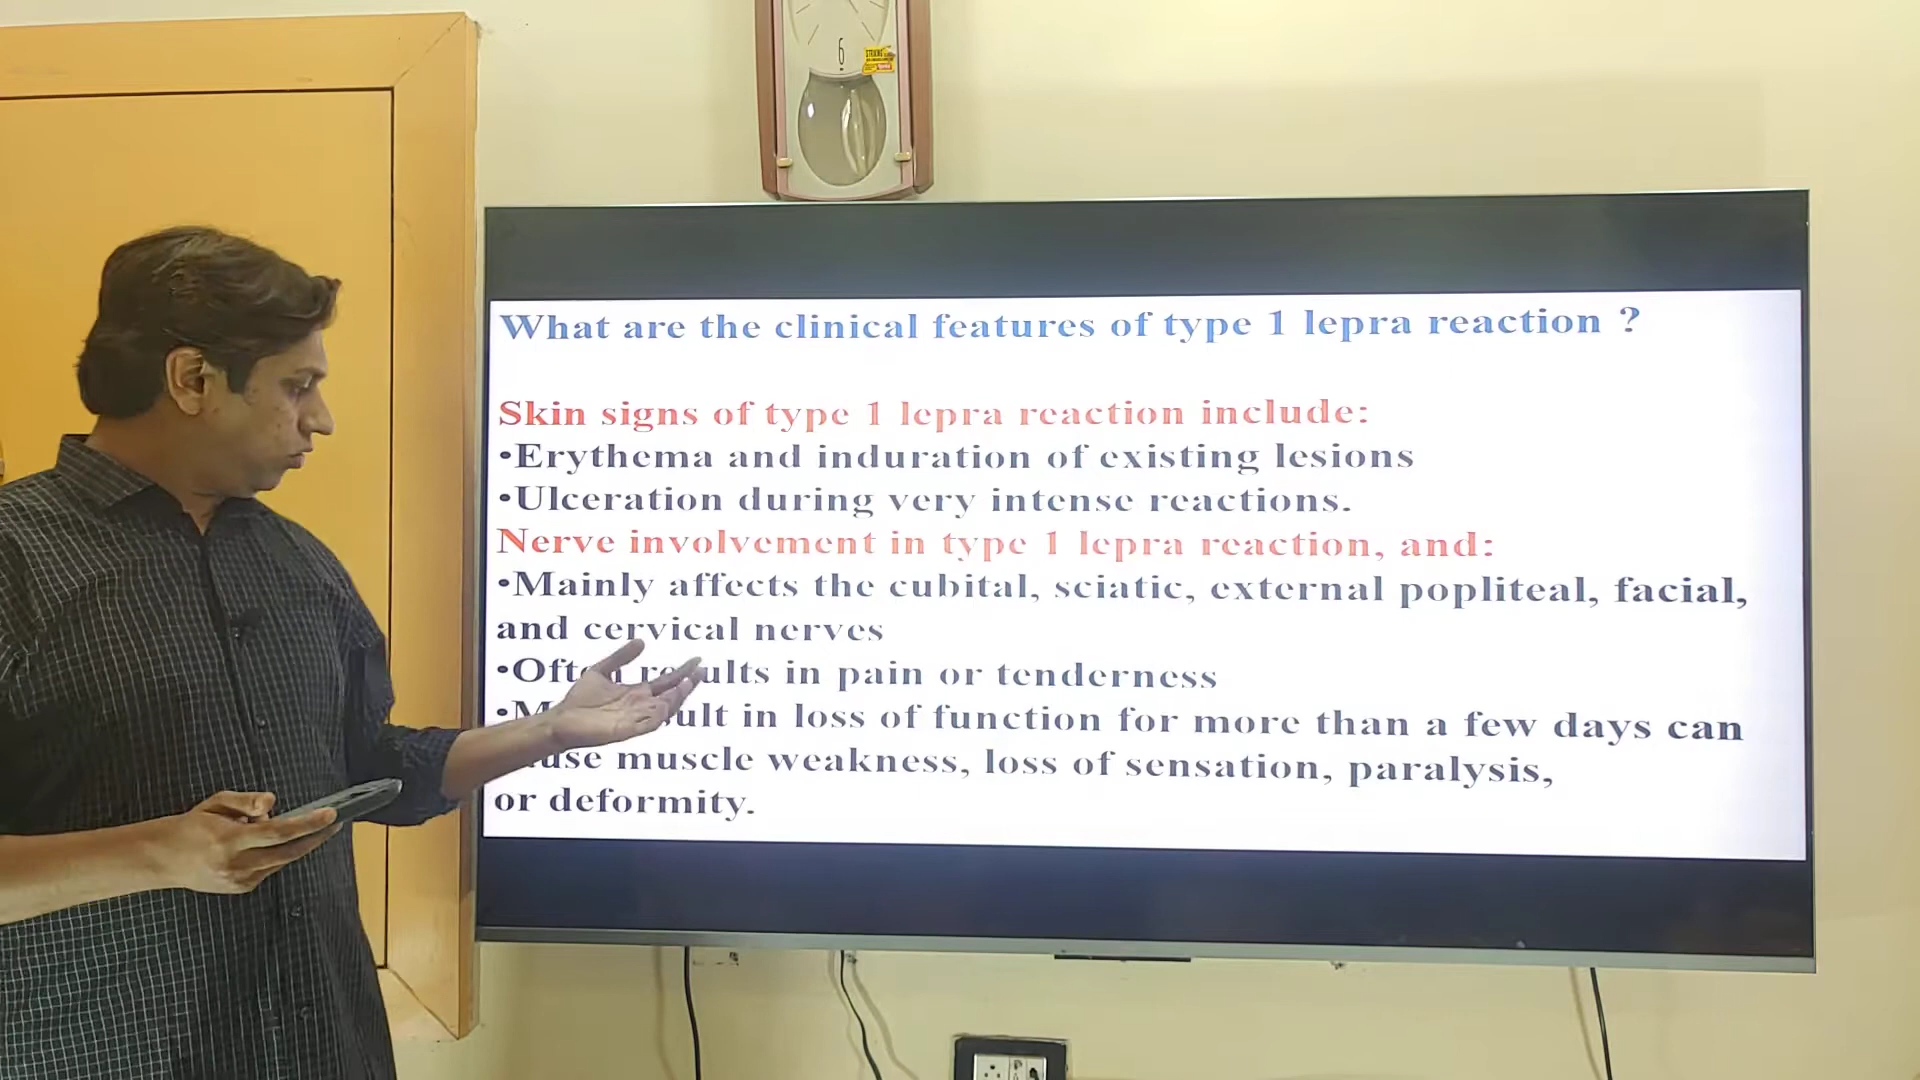 6
What are the clinical features of type 1 lepra reaction ?
Skin signs of type 1 lepra reaction include:
•Erythema and induration of existing lesions
•Ulceration during very intense reactions.
Nerve involvement in type 1 lepra reaction, and:
•Mainly affects the cubital, sciatic, external popliteal, facial,
and cervical nerves
•Often results in pain or tenderness
in loss of function for more than a few days can
muscle weakness, loss of sensation, paralysis,
or deformity.